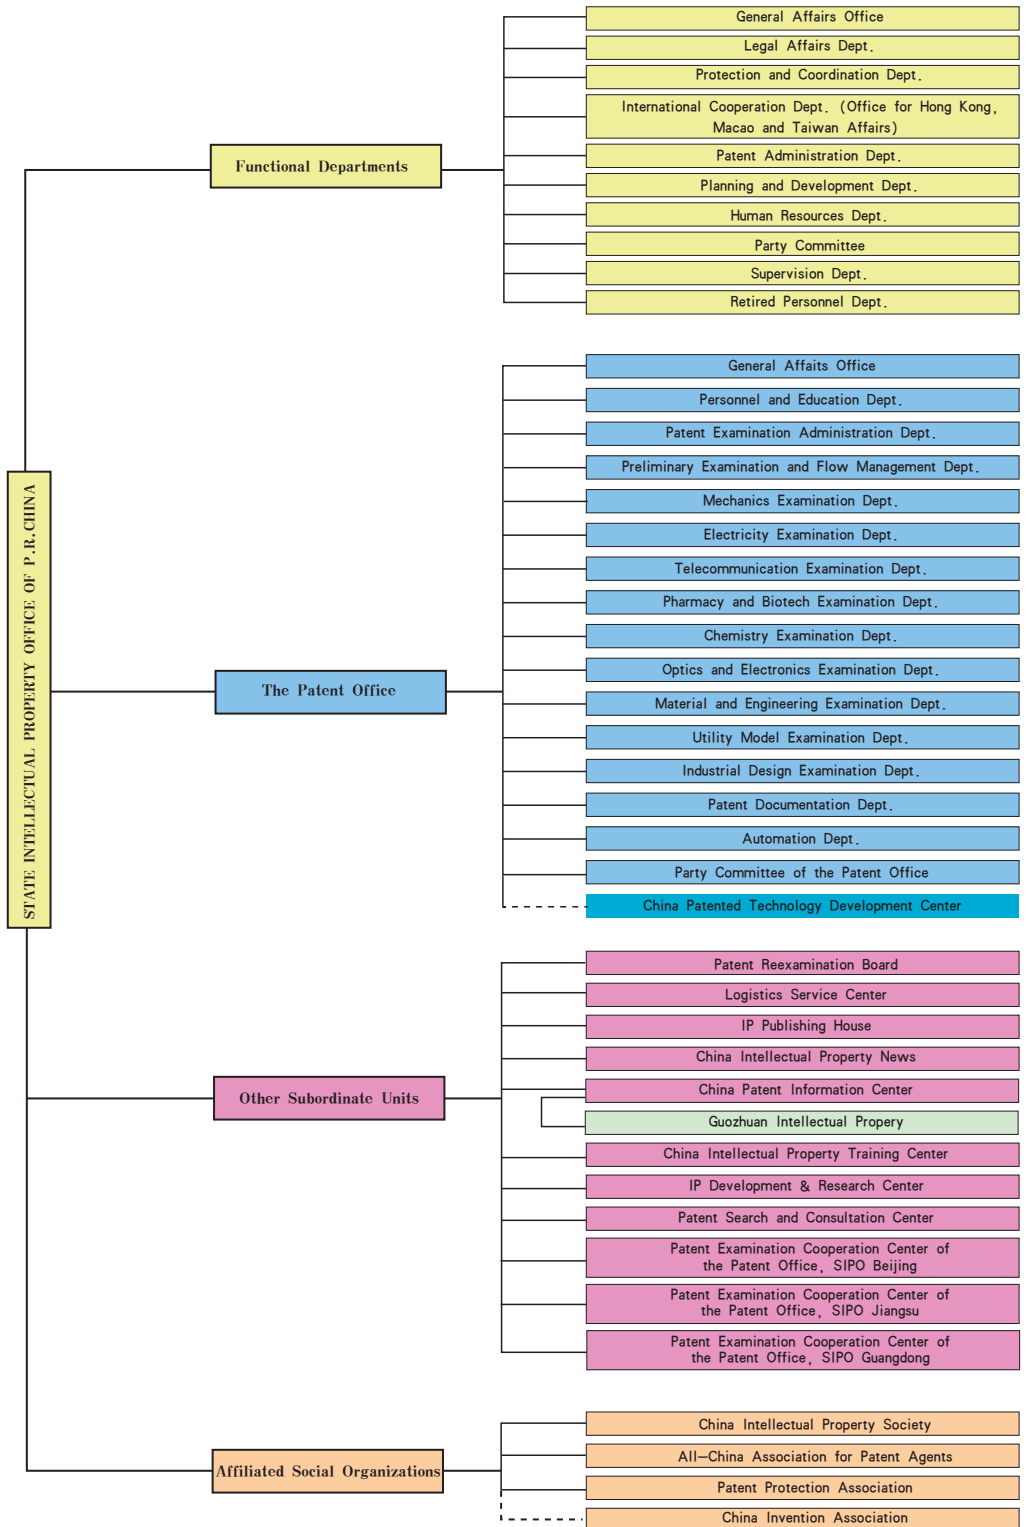 General Affairs Office
Legal Affairs Dept.
Protection and Coordination Dept.
International Cooperation Dept. (Office for Hong Kong,
Macao and Taiwan Affairs)
Functional Departments
Patent Administration Dept.
Planning and Development Dept.
Human Resources Dept.
Party Committee
Supervision Dept.
Retired Personnel Dept.
STATE INTELLECTUAL PROPERTY OFFICE OF P.R.CHINA
General Affaits Office
Personnel and Education Dept.
Patent Examination Administration Dept.
Preliminary Examination and Flow Management Dept.
Mechanics Examination Dept.
Electricity Examination Dept.
Telecommunication Examination Dept.
Pharmacy and Biotech Examination Dept.
Chemistry Examination Dept.
Optics and Electronics Examination Dept.
The Patent Office
Material and Engineering Examination Dept.
Utility Model Examination Dept.
Industrial Design Examination Dept.
Patent Documentation Dept.
Automation Dept.
Party Committee of the Patent Office
China Patented Technology Development Center
Patent Reexamination Board
Logistics Service Center
IP Publishing House
China Intellectual Property News
China Patent Information Center
Other Subordinate Units
Guozhuan Intellectual Propery
China Intellectual Property Training Center
IP Development & Research Center
Patent Search and Consultation Center
Patent Examination Cooperation Center of
the Patent Office, SIPO Beijing
Patent Examination Cooperation Center of
the Patent Office, SIPO Jiangsu
Patent Examination Cooperation Center of
the Patent Office, SIPO Guangdong
China Intellectual Property Society
All-China Association for Patent Agents
Affiliated Social Organizations
Patent Protection Association
China Invention Association